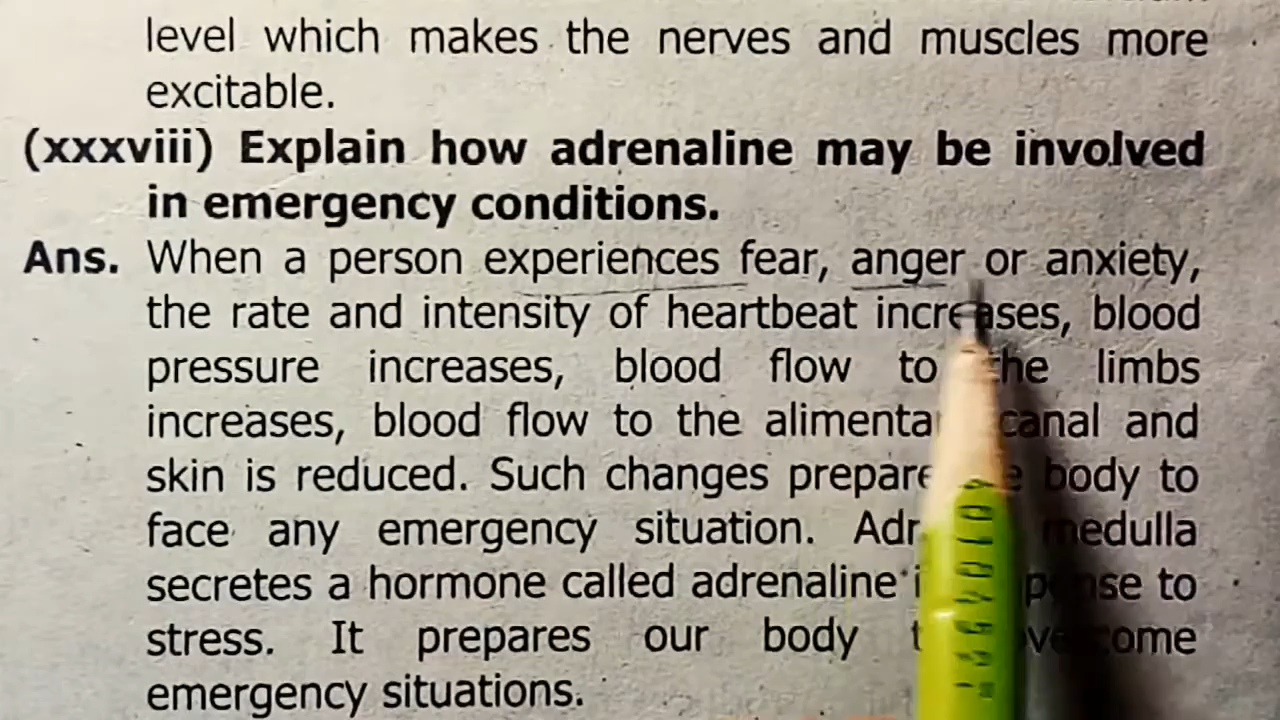 level which makes the nerves and muscles more
excitable.
(xxxviii) Explain how adrenaline may be involved
in emergency conditions.
Ans. When a person experiences fear, anger or anxiety,
the rate and intensity of heartbeat increases, blood
pressure increases, blood flow to the limbs
increases, blood flow to the canal and
skin is reduced. Such changes body to
face any emergency situation. medulla
secretes a hormone called adrenaline to
stress. It prepares our body
emergency situations.